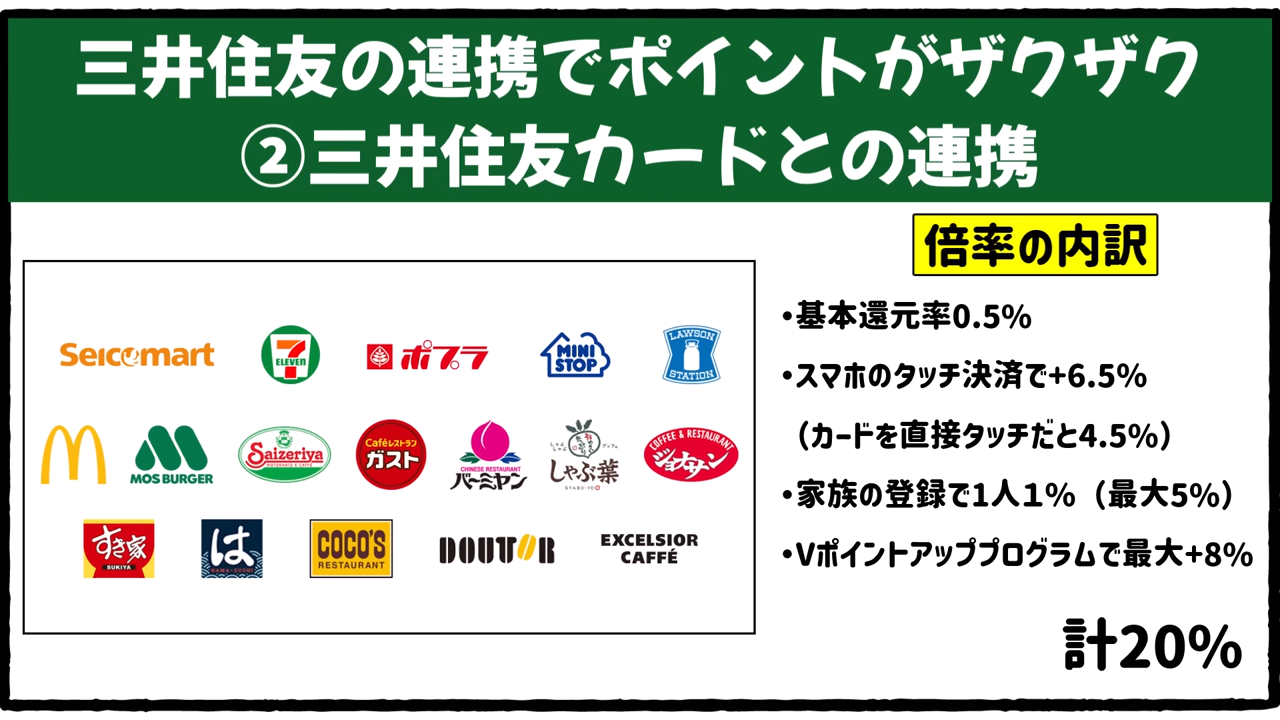 三井住友の連携でポイントがザクザク
②三井住友カードとの連携
Seicomart
7
ELEVEN
ポプラ
MINI
STOP
LAWSON
STATION
M
MOS BURGER
Saizeriya
RISTORANTE E CAFFÈ
Caféレストラン
ガスト
CHINESE RESTAURANT
バーミヤン
しゃぶ葉
SYABU-YO
COFFEE & RESTAURANT
ジョナサン
すき家
SUKIYA
は
HAMA-SUSHI
COCO'S
RESTAURANT
DOUTOR
EXCELSIOR
CAFFÉ
倍率の内訳
・基本還元率0.5%
・スマホのタッチ決済で+6.5%
（カードを直接タッチだと4.5%）
・家族の登録で1人1%（最大5%）
・Vポイントアッププログラムで最大+8%
計20%